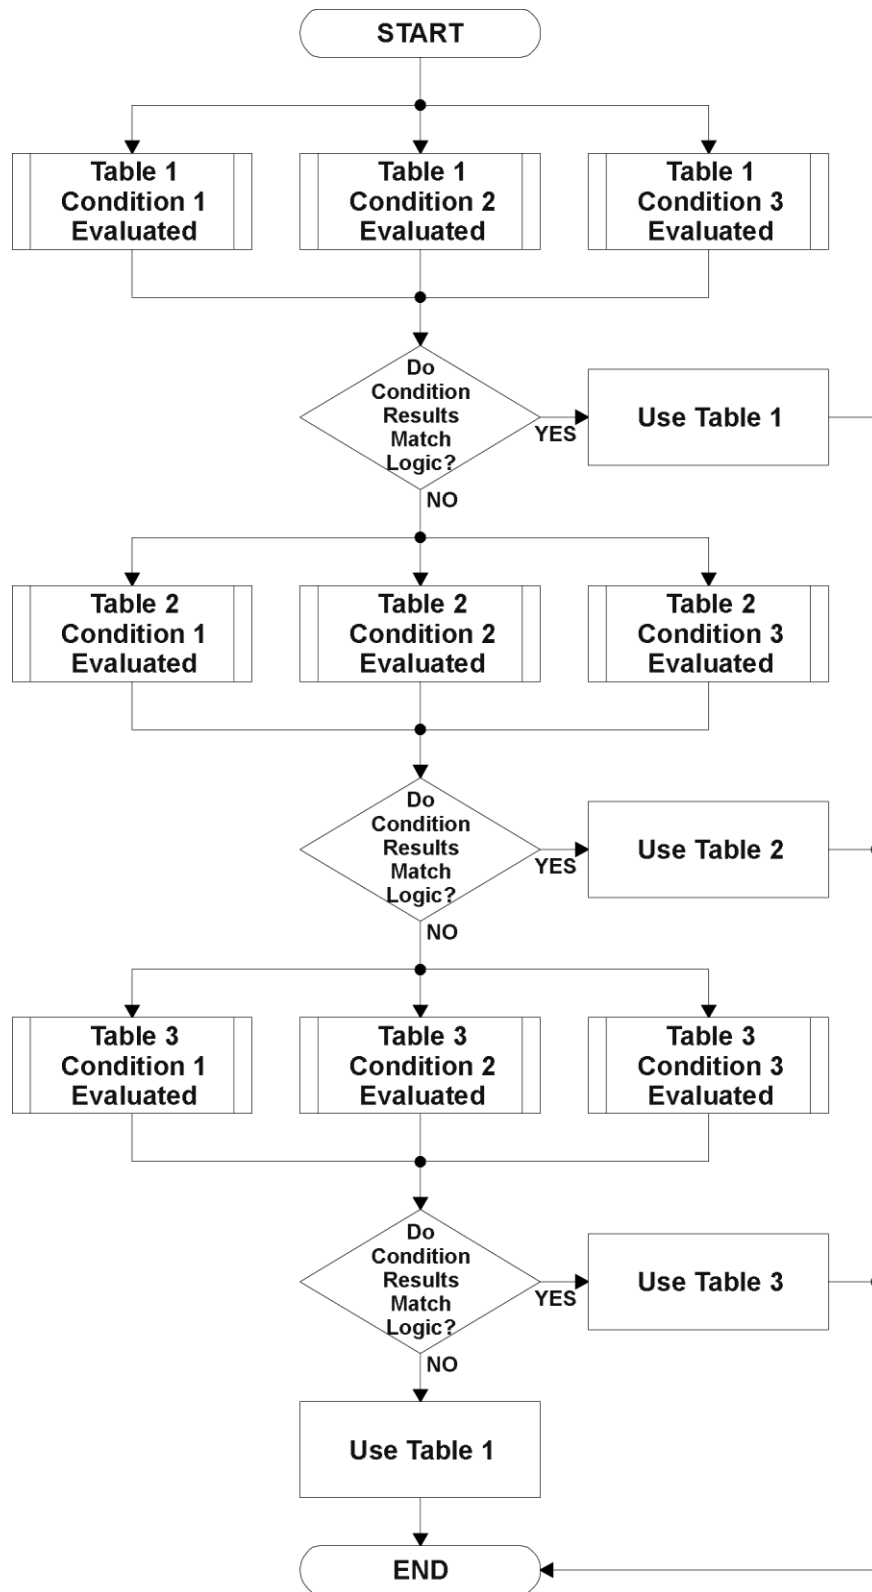 START
Table 1
Condition 1
Evaluated
Table 1
Condition 2
Evaluated
Table 1
Condition 3
Evaluated
Do
Condition
Results
Match
Logic?
YES
Use Table 1
NO
Table 2
Condition 1
Evaluated
Table 2
Condition 2
Evaluated
Table 2
Condition 3
Evaluated
Do
Condition
Results
Match
Logic?
YES
Use Table 2
NO
Table 3
Condition 1
Evaluated
Table 3
Condition 2
Evaluated
Table 3
Condition 3
Evaluated
Do
Condition
Results
Match
Logic?
YES
Use Table 3
NO
Use Table 1
END